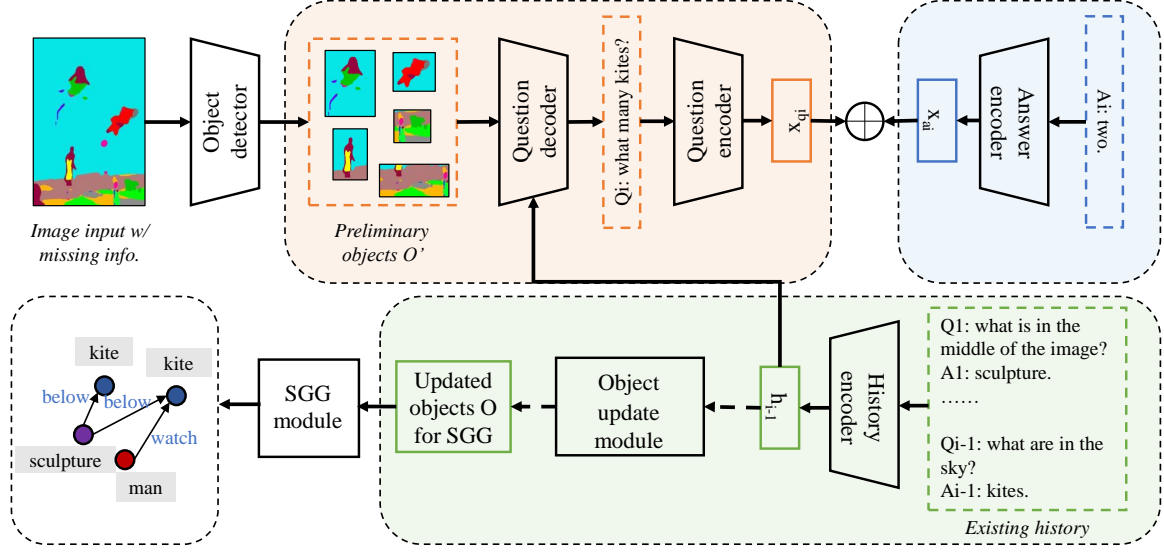 Image input w/
missing info.
Object
detector
Preliminary
objects O’
Question
decoder
Qi: what many kites?
Question
encoder
x_qi
x_ai
Answer
encoder
Ai: two.
kite
kite
below
below
watch
sculpture
man
SGG
module
Updated
objects O
for SGG
Object
update
module
h_i-1
History
encoder
Q1: what is in the
middle of the image?
A1: sculpture.
……
Qi-1: what are in the
sky?
Ai-1: kites.
Existing history